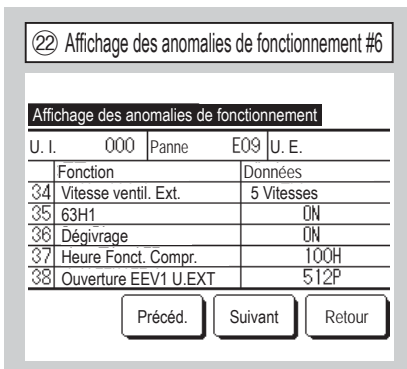 22 Affichage des anomalies de fonctionnement #6
Affichage des anomalies de fonctionnement
U. I. 000 Panne E09 U. E.
Fonction Données
34 Vitesse ventil. Ext. 5 Vitesses
35 63H1 ON
36 Dégivrage ON
37 Heure Fonct. Compr. 100H
38 Ouverture EEV1 U.EXT 512P
Précéd. Suivant Retour